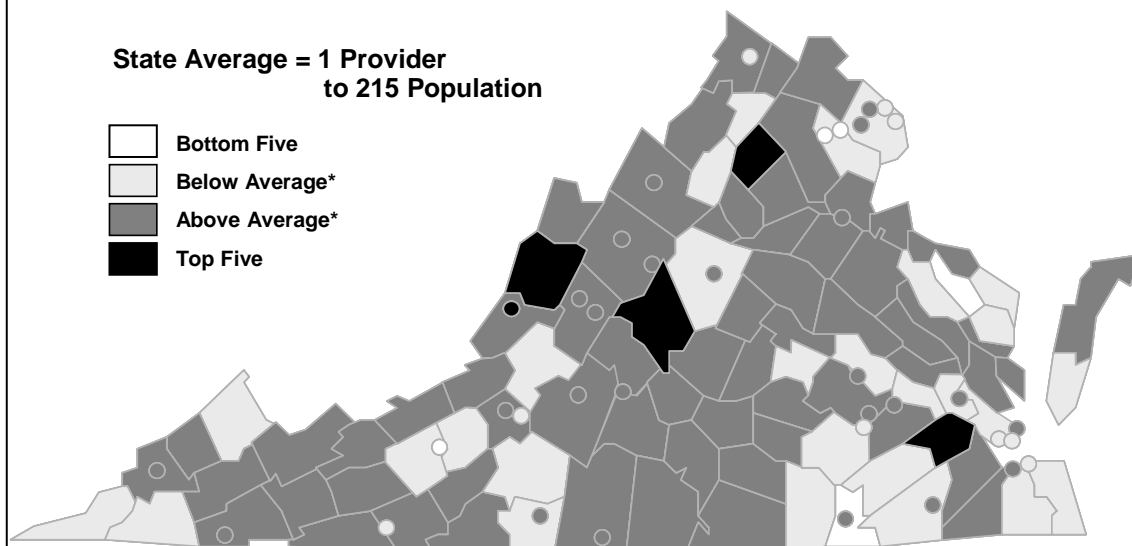 State Average = 1 Provider
to 215 Population
Bottom Five
Below Average*
Above Average*
Top Five